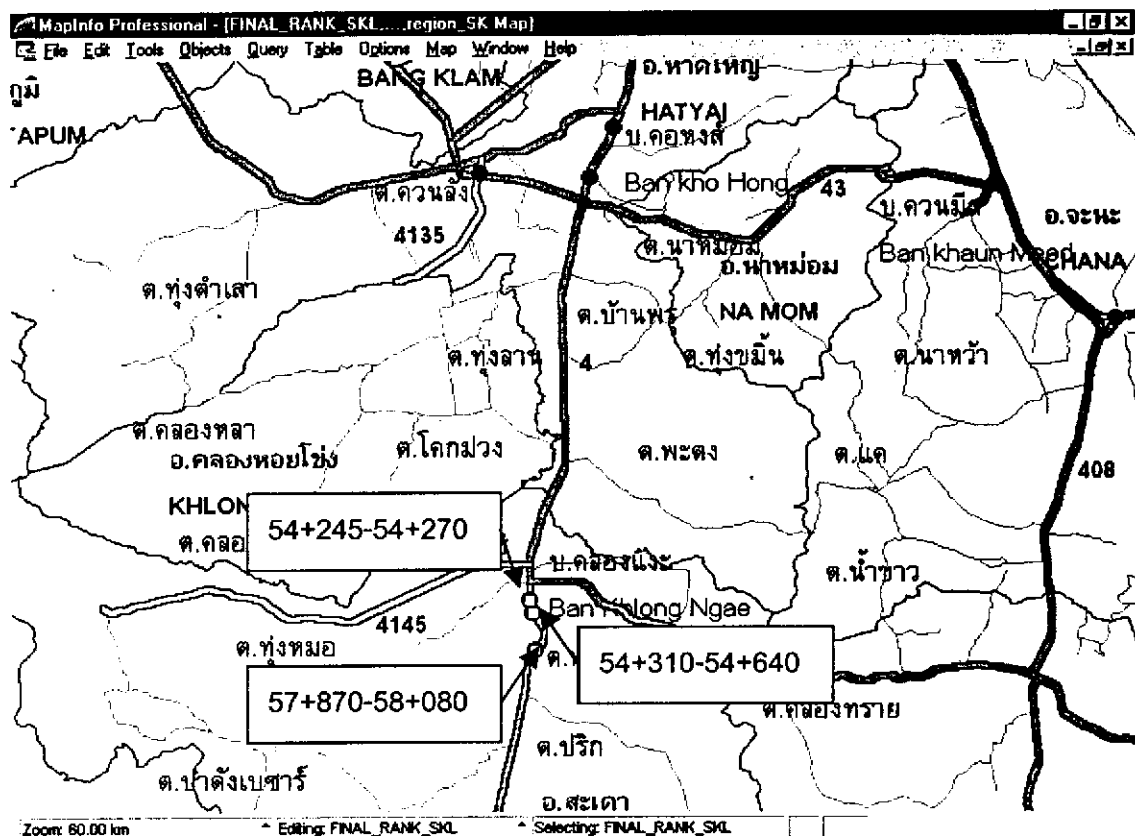 MapInfo Professional - [FINAL_RANK_SKL,.....,region_SK Map]
File Edit Tools Objects Query Table Options Map Window Help
อ.หาดใหญ่
BANG KLAM
ภูมิ
HATYAI
TAPUM
บ.คอหงส์
Ban kho Hong
43
ต.ควนลัง
บ.ควนมีด
อ.จะนะ
4135
ต.นาหม่อม
อ.นาหม่อม
Ban khaun Meed
CHANA
ต.ทุ่งตำเสา
ต.บ้านพรุ
NA MOM
ต.ทุ่งลาน
4
ต.ทุ่งขมิ้น
ต.นาหว้า
ต.คลองหลา
อ.คลองหอยโข่ง
ต.โคกม่วง
ต.พะตง
ต.แค
408
KHLON
54+245-54+270
ต.คลอ
บ.คลองแงะ
ต.น้ำขาว
Ban Khlong Ngae
4145
ต.ทุ่งหมอ
54+310-54+640
57+870-58+080
ต.คลองทราย
ต.ปริก
ต.ปาดังเบซาร์
อ.สะเดา
Zoom: 60.00 km Editing: FINAL_RANK_SKL Selecting: FINAL_RANK_SKL